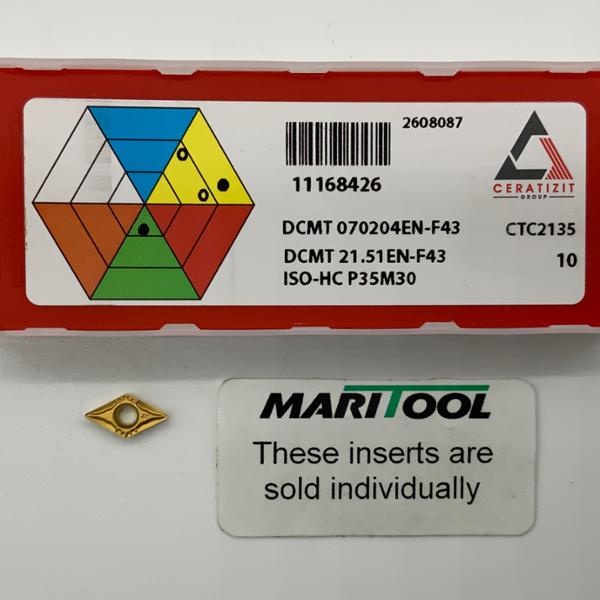 2608087
11168426
CERATIZIT
GROUP
DCMT 070204EN-F43
CTC2135
DCMT 21.51EN-F43
10
ISO-HC P35M30
MARITOOL
These inserts are
sold individually